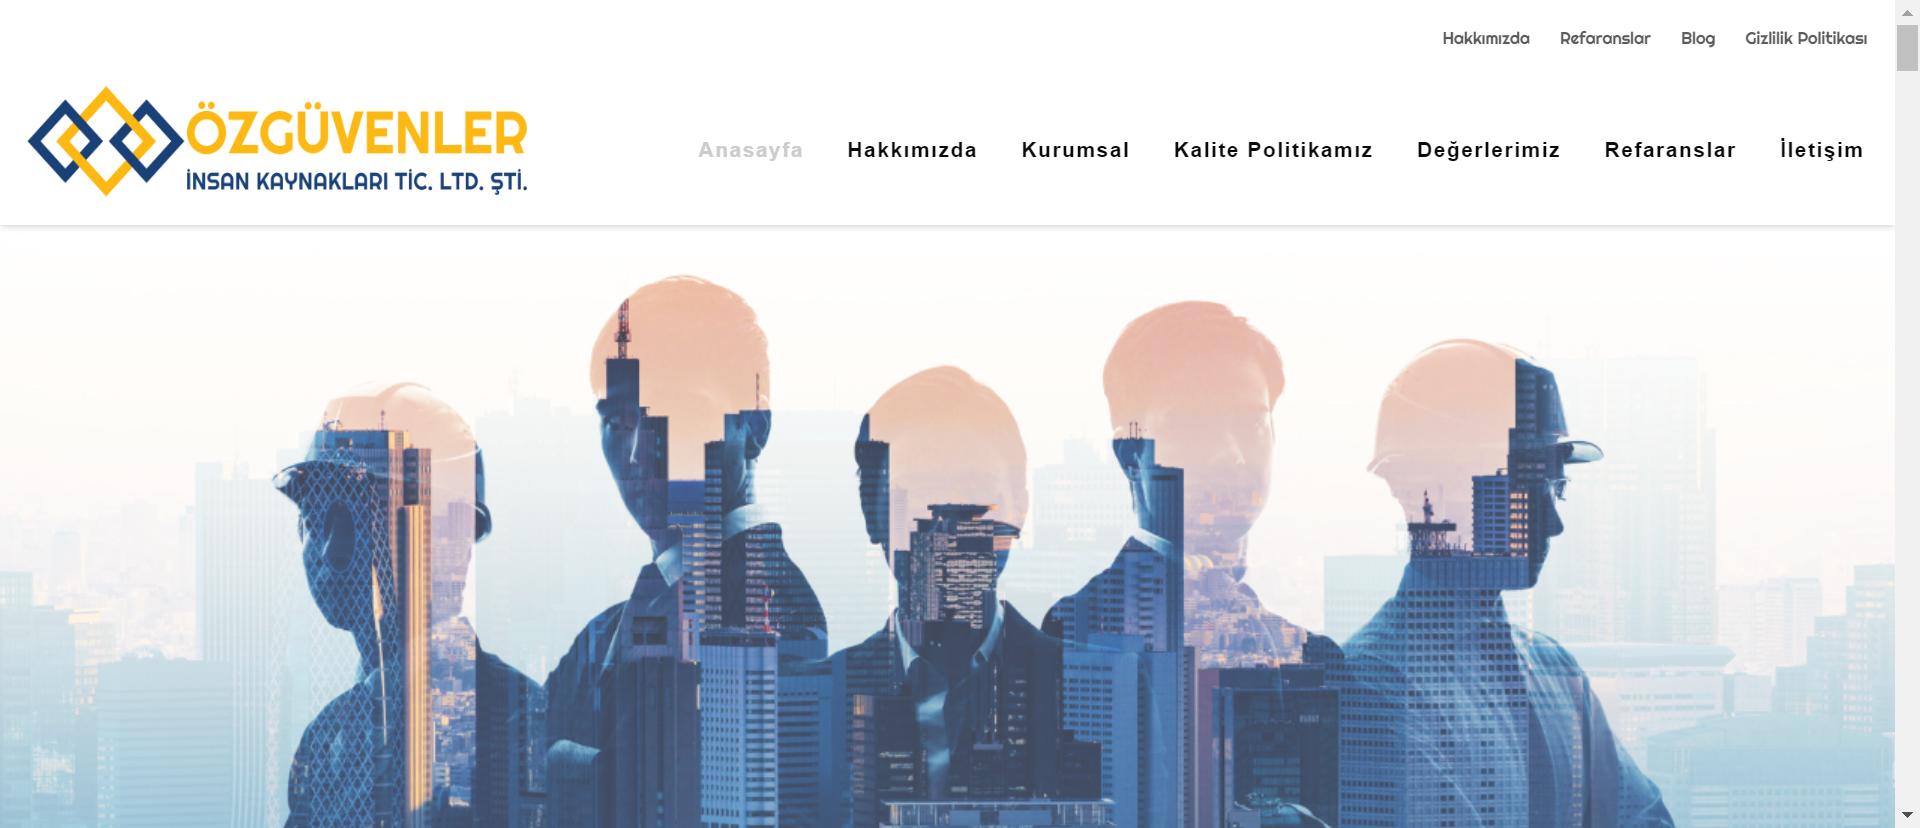 Hakkımızda Refaranslar Blog Gizlilik Politikası
ÖZGÜVENLER
İNSAN KAYNAKLARI TİC. LTD. ŞTİ.
Anasayfa Hakkımızda Kurumsal Kalite Politikamız Değerlerimiz Refaranslar İletişim